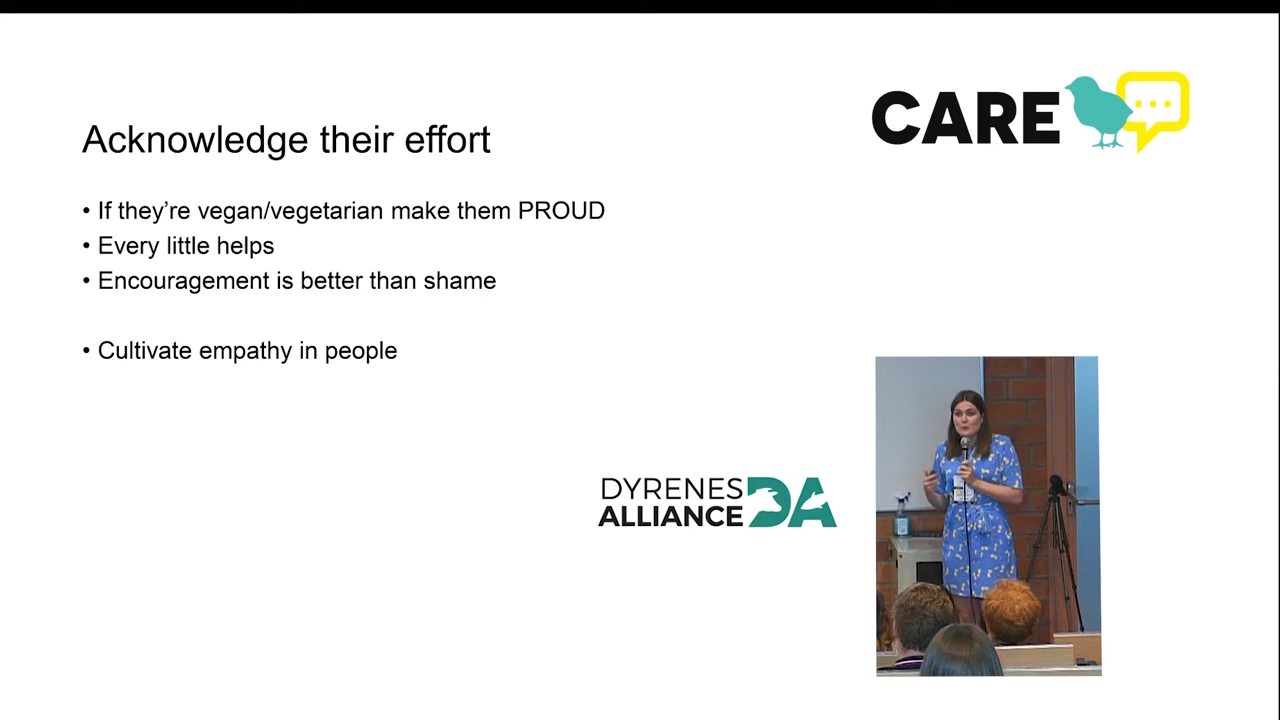 CARE
Acknowledge their effort
• If they’re vegan/vegetarian make them PROUD
• Every little helps
• Encouragement is better than shame
• Cultivate empathy in people
DYRENES
ALLIANCE
DA